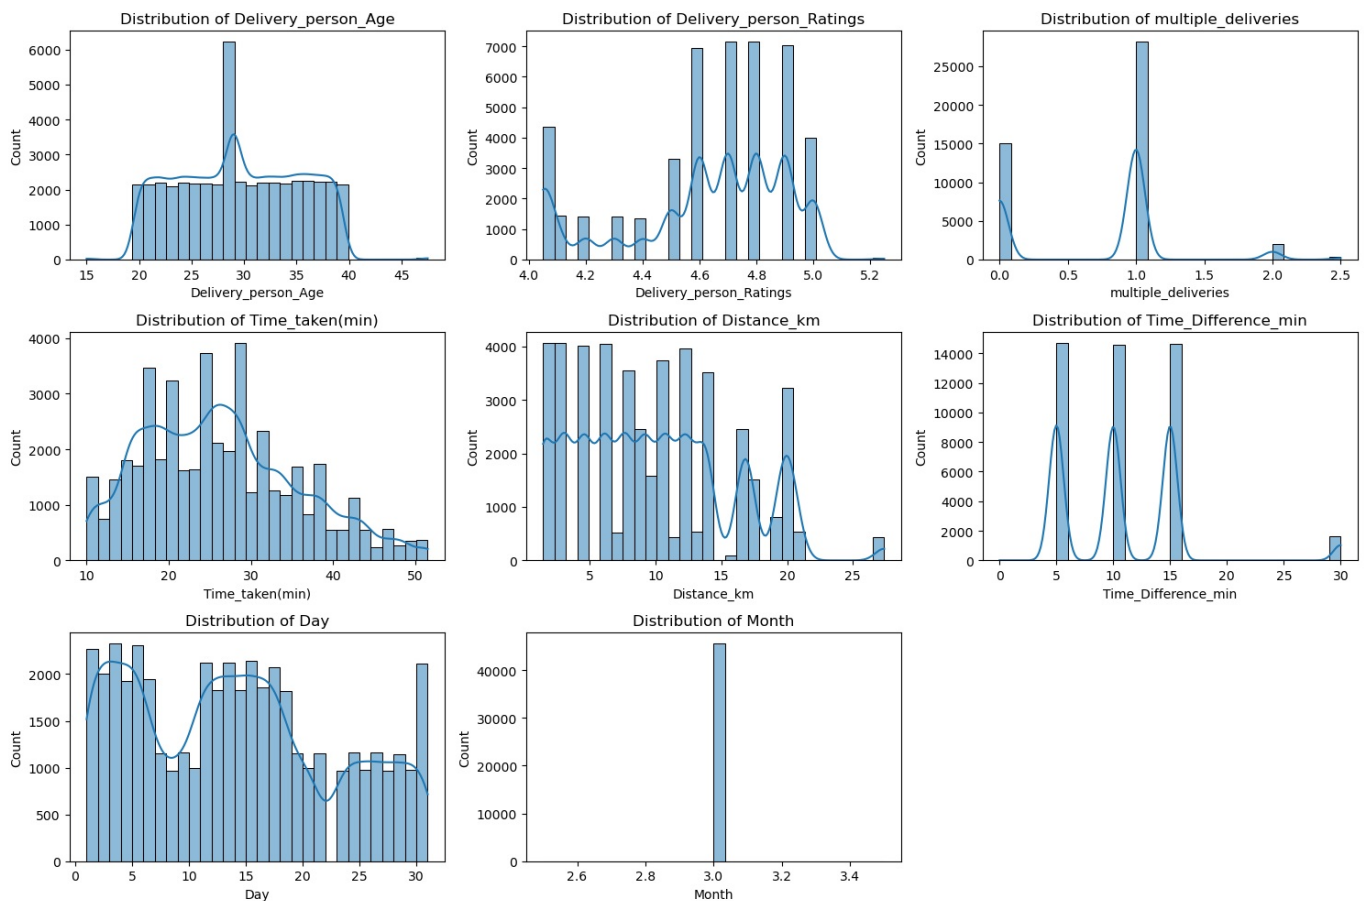 Distribution of Delivery_person_Age
Distribution of Delivery_person_Ratings
Distribution of multiple_deliveries
6000
5000
4000
3000
2000
1000
0
Count
15 20 25 30 35 40 45
Delivery_person_Age
7000
6000
5000
4000
3000
2000
1000
0
Count
4.0 4.2 4.4 4.6 4.8 5.0 5.2
Delivery_person_Ratings
25000
20000
15000
10000
5000
0
Count
0.0 0.5 1.0 1.5 2.0 2.5
multiple_deliveries
Distribution of Time_taken(min)
Distribution of Distance_km
Distribution of Time_Difference_min
4000
3000
2000
1000
0
Count
10 20 30 40 50
Time_taken(min)
4000
3000
2000
1000
0
Count
5 10 15 20 25
Distance_km
14000
12000
10000
8000
6000
4000
2000
0
Count
0 5 10 15 20 25 30
Time_Difference_min
Distribution of Day
Distribution of Month
2000
1500
1000
500
0
Count
0 5 10 15 20 25 30
Day
40000
30000
20000
10000
0
Count
2.6 2.8 3.0 3.2 3.4
Month